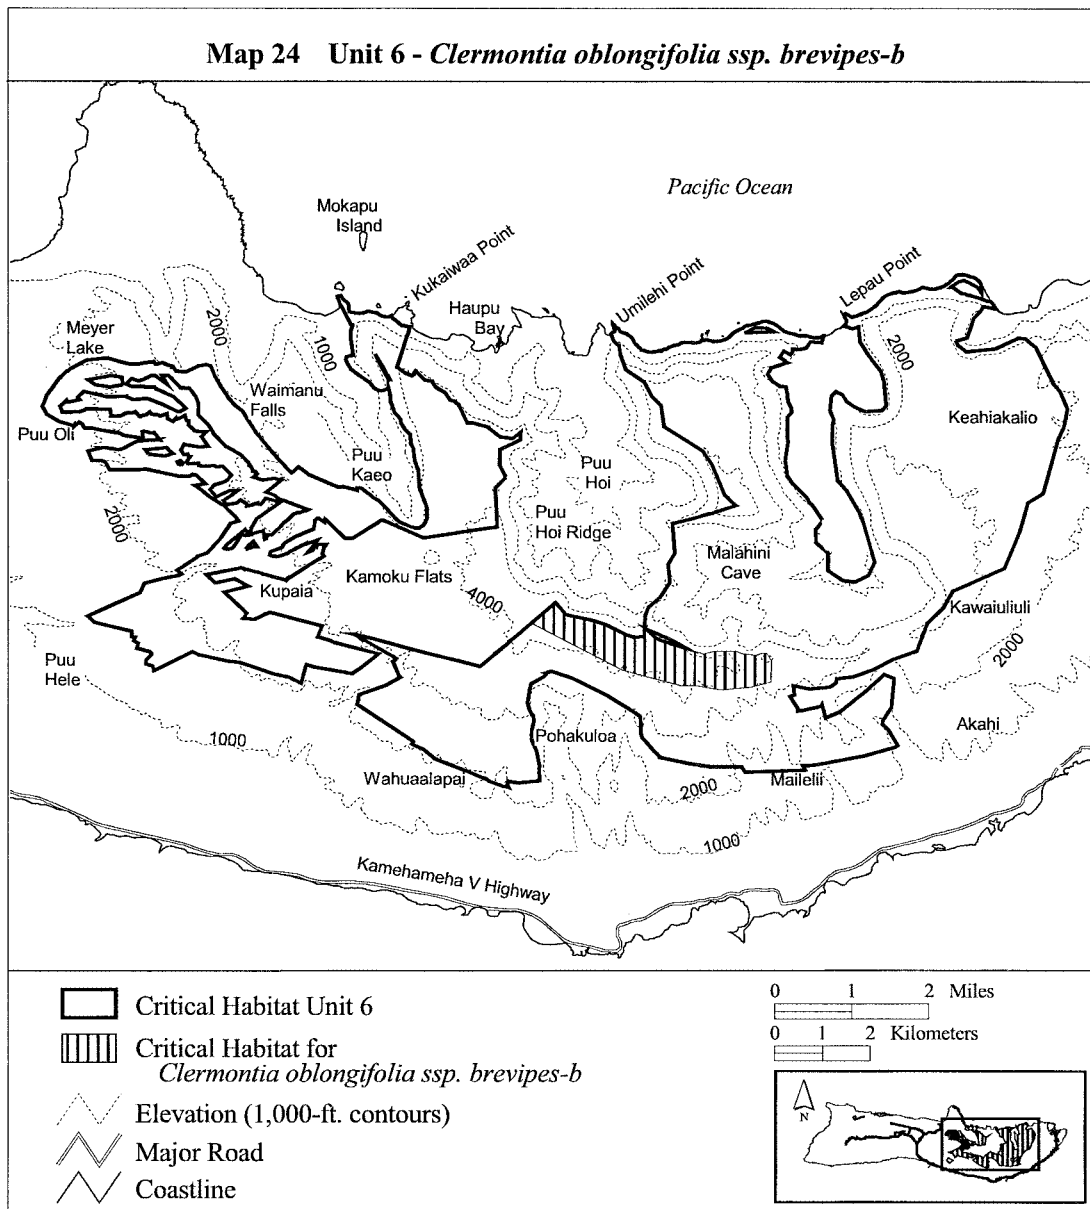 Map 24 Unit 6 - Clermontia oblongifolia ssp. brevipes-b
Pacific Ocean
Mokapu
Island
Kukaiwaa Point
Umilehi Point
Lepau Point
Haupu
Bay
Meyer
Lake
2000
1000
2000
Waimanu
Falls
Keahiakalio
Puu Oli
Puu
Kaeo
Puu
Hoi
2000
Puu
Hoi Ridge
Malahini
Cave
Kamoku Flats
Kupaia
4000
Kawaiuliuli
Puu
Hele
2000
1000
Pohakuloa
Akahi
Wahuaalapai
Mailelii
2000
1000
Kamehameha V Highway
Critical Habitat Unit 6
Critical Habitat for
Clermontia oblongifolia ssp. brevipes-b
Elevation (1,000-ft. contours)
Major Road
Coastline
0 1 2 Miles
0 1 2 Kilometers
N